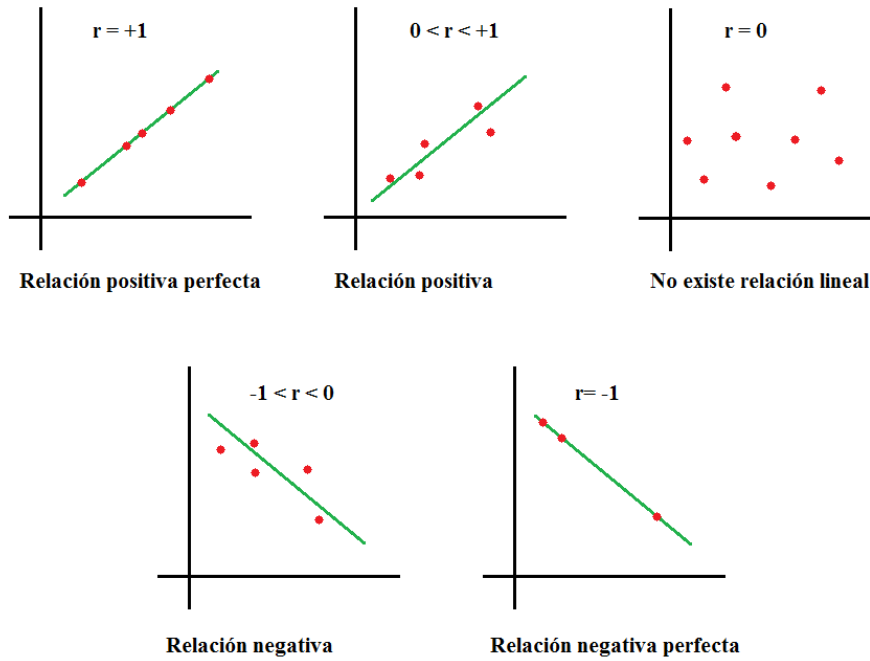 r = +1
0 < r < +1
r = 0
Relación positiva perfecta
Relación positiva
No existe relación lineal
-1 < r < 0
r= -1
Relación negativa
Relación negativa perfecta